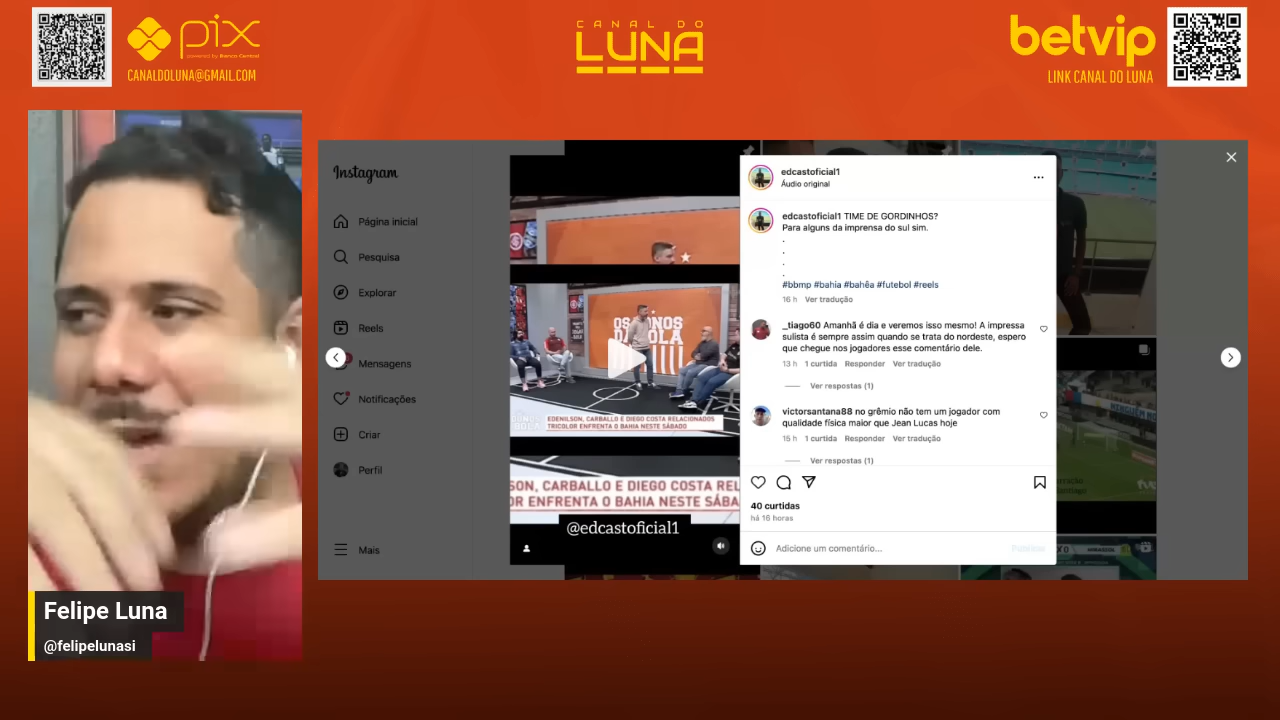 pix
powered by Banco Central
CANALDOLUNA@GMAIL.COM
CANAL DO
LUNA
betvip
LINK CANAL DO LUNA
Felipe Luna
@felipelunasi
Instagram
Página inicial
Pesquisa
Explorar
Reels
Mensagens
Notificações
Criar
Perfil
Mais
OS DONOS
DA BOLA
EDENILSON, CARBALLO E DIEGO COSTA RELACIONADOS
TRICOLOR ENFRENTA O BAHIA NESTE SÁBADO
SON, CARBALLO E DIEGO COSTA RELA
OR ENFRENTA O BAHIA NESTE SÁBA
@edcastoficial1
edcastoficial1
Áudio original
edcastoficial1 TIME DE GORDINHOS?
Para alguns da imprensa do sul sim.
.
.
.
.
#bbmp #bahia #bahêa #futebol #reels
16 h Ver tradução
_tiago60 Amanhã é dia e veremos isso mesmo! A impressa
sulista é sempre assim quando se trata do nordeste, espero
que chegue nos jogadores esse comentário dele.
13 h 1 curtida Responder Ver tradução
Ver respostas (1)
victorsantana88 no grêmio não tem um jogador com
qualidade física maior que Jean Lucas hoje
15 h 1 curtida Responder Ver tradução
Ver respostas (1)
40 curtidas
há 16 horas
Adicione um comentário...
Publicar